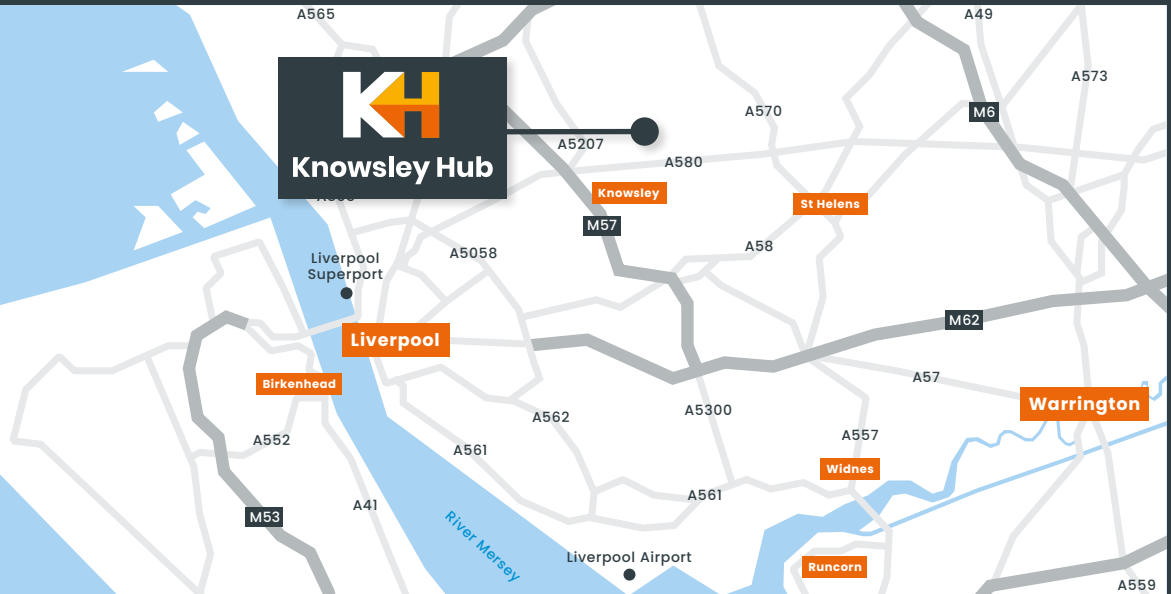 A565
A49
A573
KH
A570
M6
A5207
A580
Knowsley Hub
Knowsley
St Helens
M57
A58
A5058
Liverpool
Superport
M62
Liverpool
A57
Birkenhead
Warrington
A5300
A562
A557
A552
A561
Widnes
A561
A41
M53
River Mersey
Liverpool Airport
Runcorn
A559